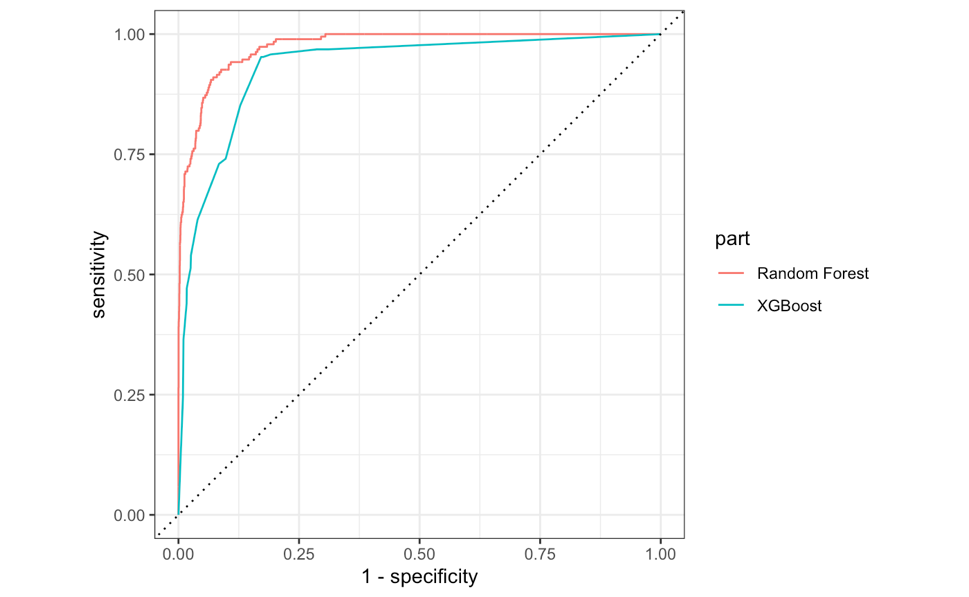 1.00
0.75
0.50
0.25
0.00
sensitivity
0.00 0.25 0.50 0.75 1.00
1 - specificity
part
Random Forest
XGBoost